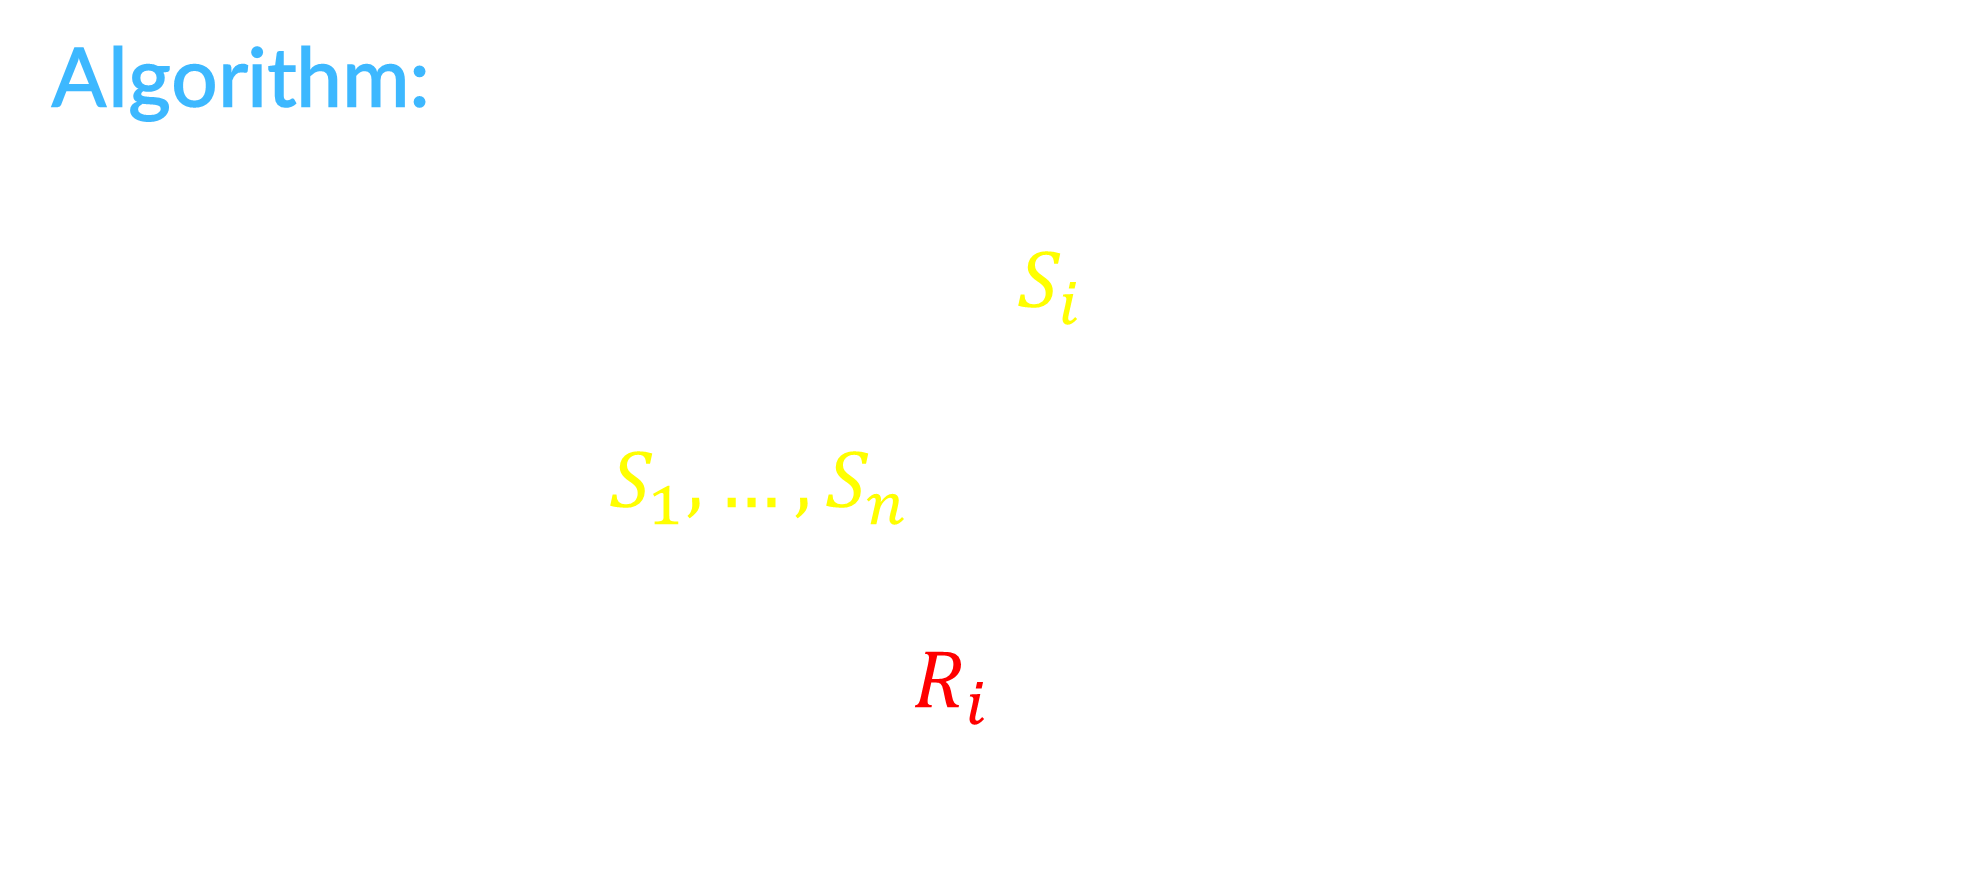 Algorithm:
S_i
S_1, … , S_n
R_i